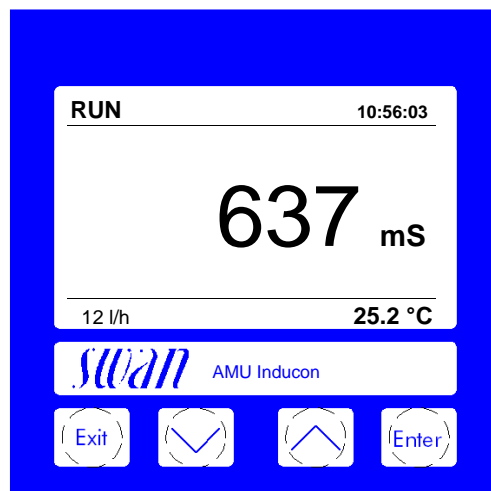 RUN 10:56:03
637 mS
12 l/h 25.2 °C
swan AMU Inducon
Exit Enter